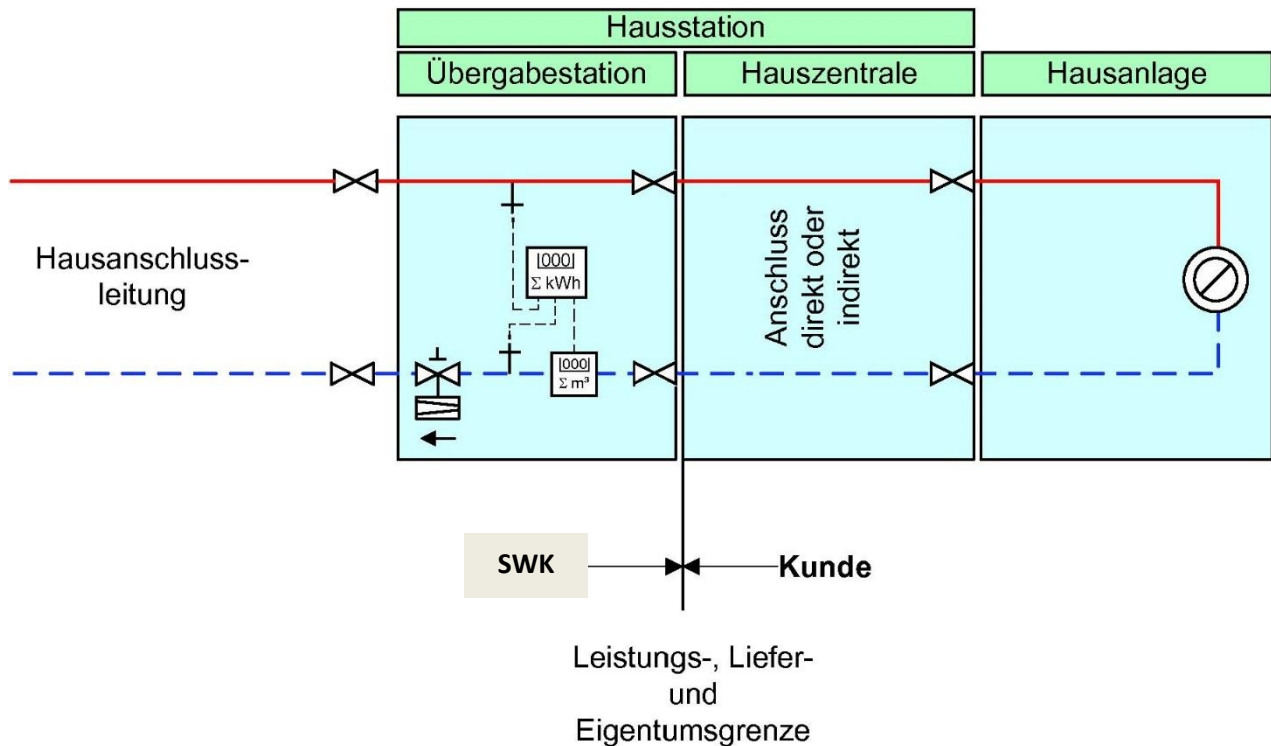 Hausstation
Übergabestation
Hauszentrale
Hausanlage
Hausanschluss-
leitung
000
Σ kWh
000
Σ m³
Anschluss
direkt oder
indirekt
SWK
Kunde
Leistungs-, Liefer-
und
Eigentumsgrenze